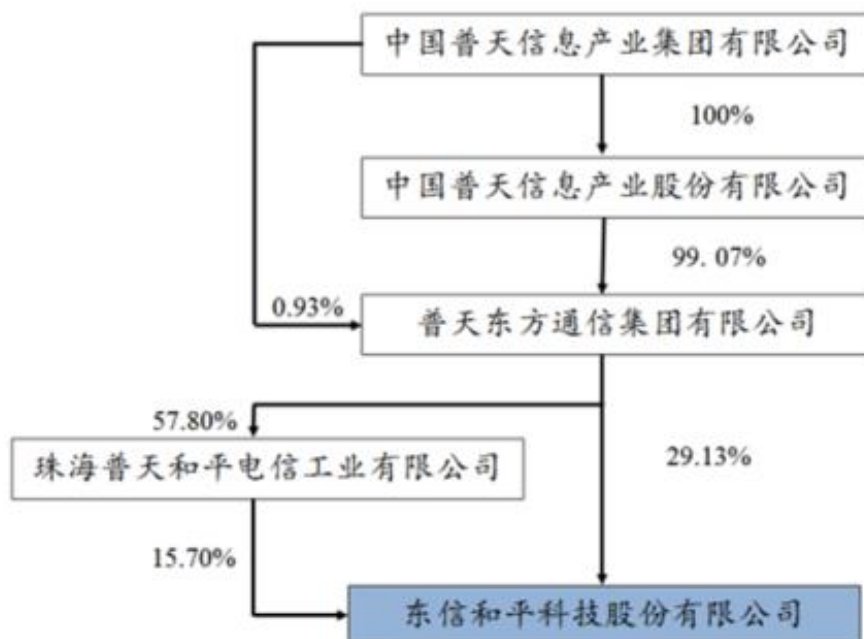 中国普天信息产业集团有限公司
100%
中国普天信息产业股份有限公司
99. 07%
0.93%
普天东方通信集团有限公司
57.80%
29.13%
珠海普天和平电信工业有限公司
15.70%
东信和平科技股份有限公司